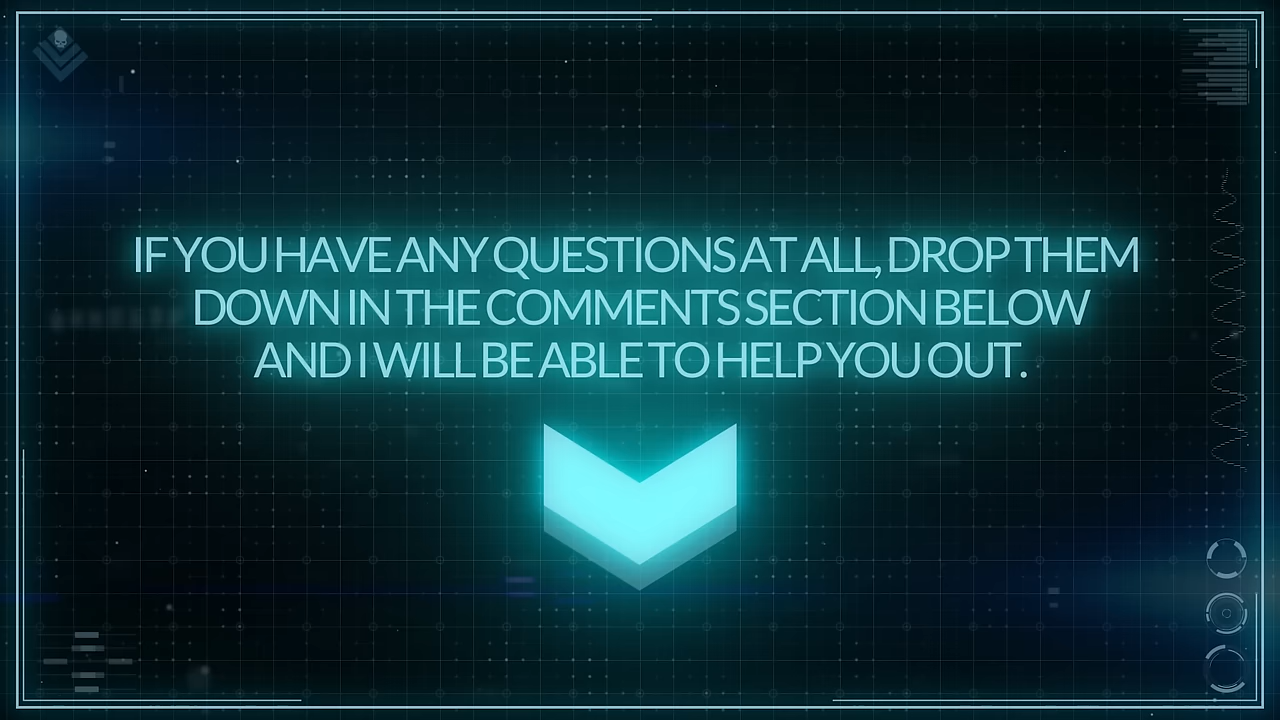 IF YOU HAVE ANY QUESTIONS AT ALL, DROP THEM
DOWN IN THE COMMENTS SECTION BELOW
AND I WILL BE ABLE TO HELP YOU OUT.